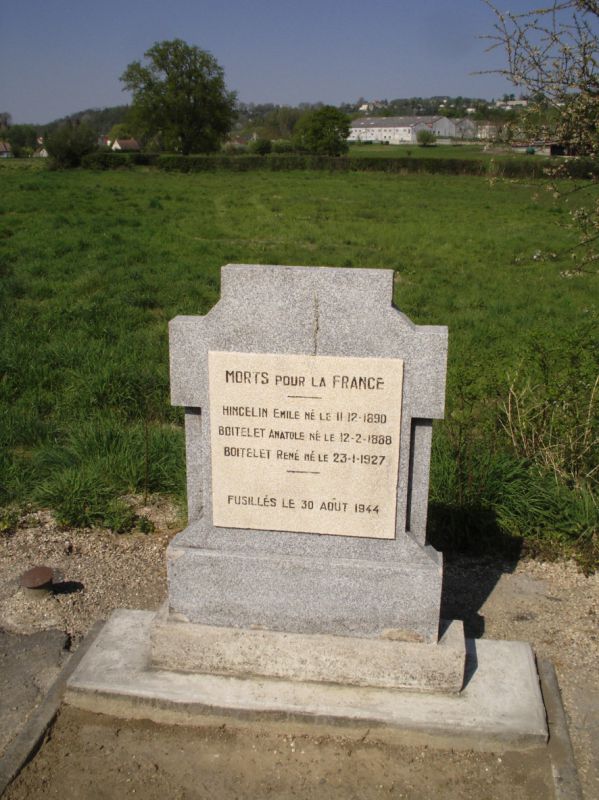 MORTS POUR LA FRANCE
HINCELIN EMILE NÉ LE 11-12-1890
BOITELET ANATOLE NÉ LE 12-2-1888
BOITELET RENÉ NÉ LE 23-1-1927
FUSILLÉS LE 30 AOÛT 1944